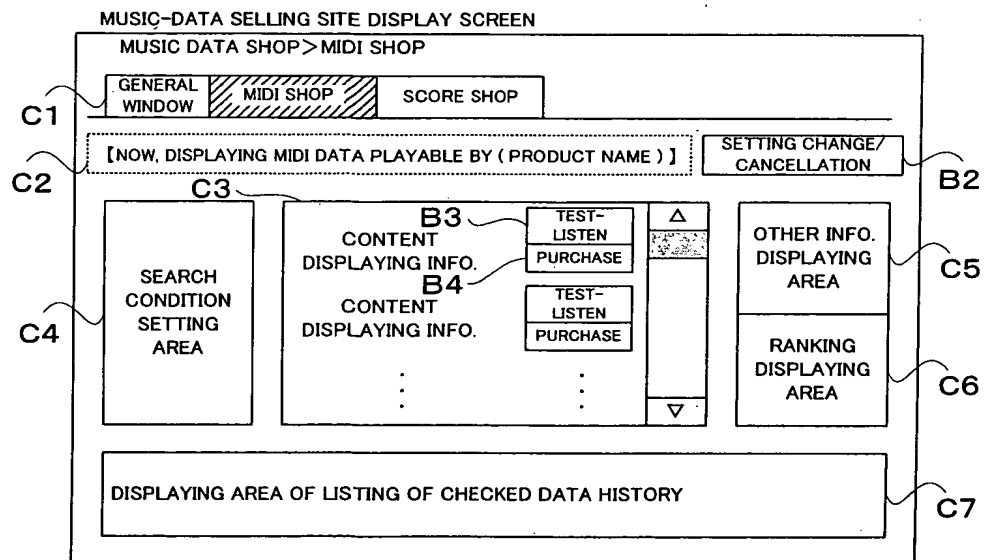 MUSIC-DATA SELLING SITE DISPLAY SCREEN
MUSIC DATA SHOP>MIDI SHOP
GENERAL
WINDOW
MIDI SHOP
SCORE SHOP
C1
【NOW, DISPLAYING MIDI DATA PLAYABLE BY ( PRODUCT NAME ) 】
SETTING CHANGE/
CANCELLATION
C2
B2
C3
SEARCH
CONDITION
SETTING
AREA
C4
CONTENT
DISPLAYING INFO.
B3
TEST-
LISTEN
B4
PURCHASE
CONTENT
DISPLAYING INFO.
TEST-
LISTEN
PURCHASE
OTHER INFO.
DISPLAYING
AREA
C5
RANKING
DISPLAYING
AREA
C6
DISPLAYING AREA OF LISTING OF CHECKED DATA HISTORY
C7